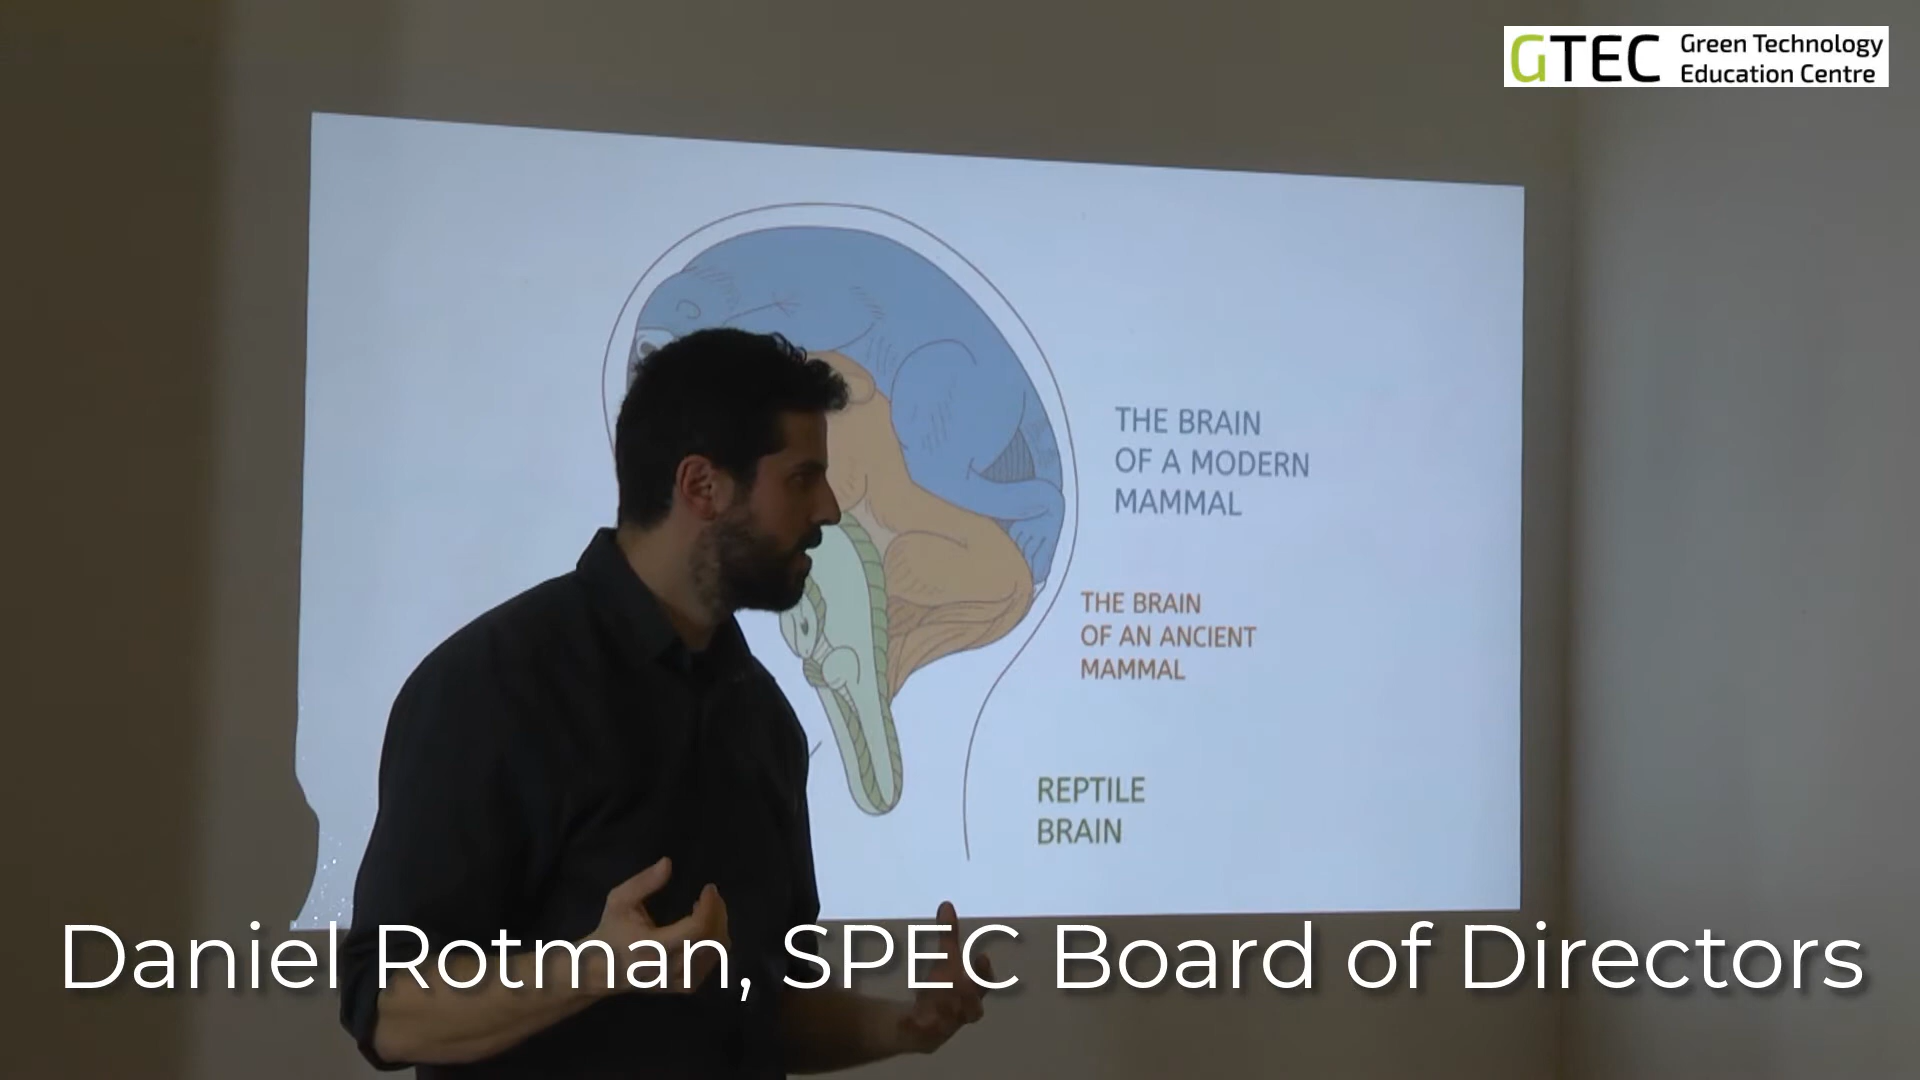 GTEC Green Technology
Education Centre
THE BRAIN
OF A MODERN
MAMMAL
THE BRAIN
OF AN ANCIENT
MAMMAL
REPTILE
BRAIN
Daniel Rotman, SPEC Board of Directors